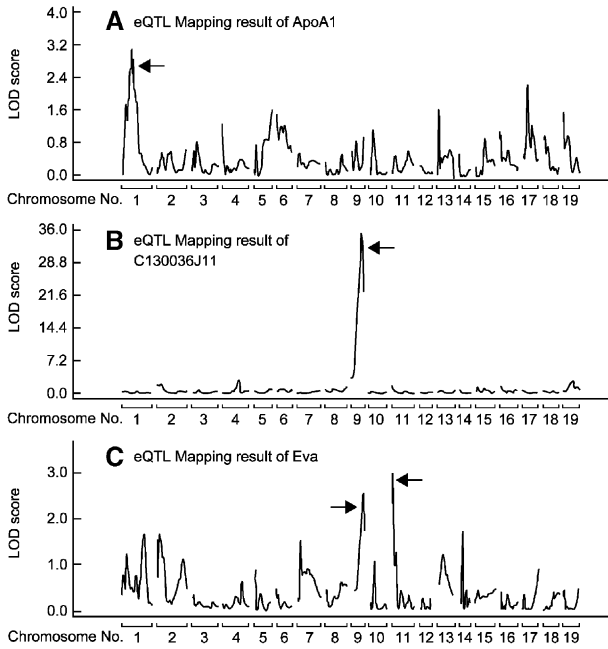 A eQTL Mapping result of ApoA1
LOD score
4.0
3.2
2.4
1.6
0.8
0.0
Chromosome No. 1 2 3 4 5 6 7 8 9 10 11 12 13 14 15 16 17 18 19
B eQTL Mapping result of
C130036J11
LOD score
36.0
28.8
21.6
14.4
7.2
0.0
Chromosome No. 1 2 3 4 5 6 7 8 9 10 11 12 13 14 15 16 17 18 19
C eQTL Mapping result of Eva
LOD score
3.0
2.0
1.0
0.0
Chromosome No. 1 2 3 4 5 6 7 8 9 10 11 12 13 14 15 16 17 18 19